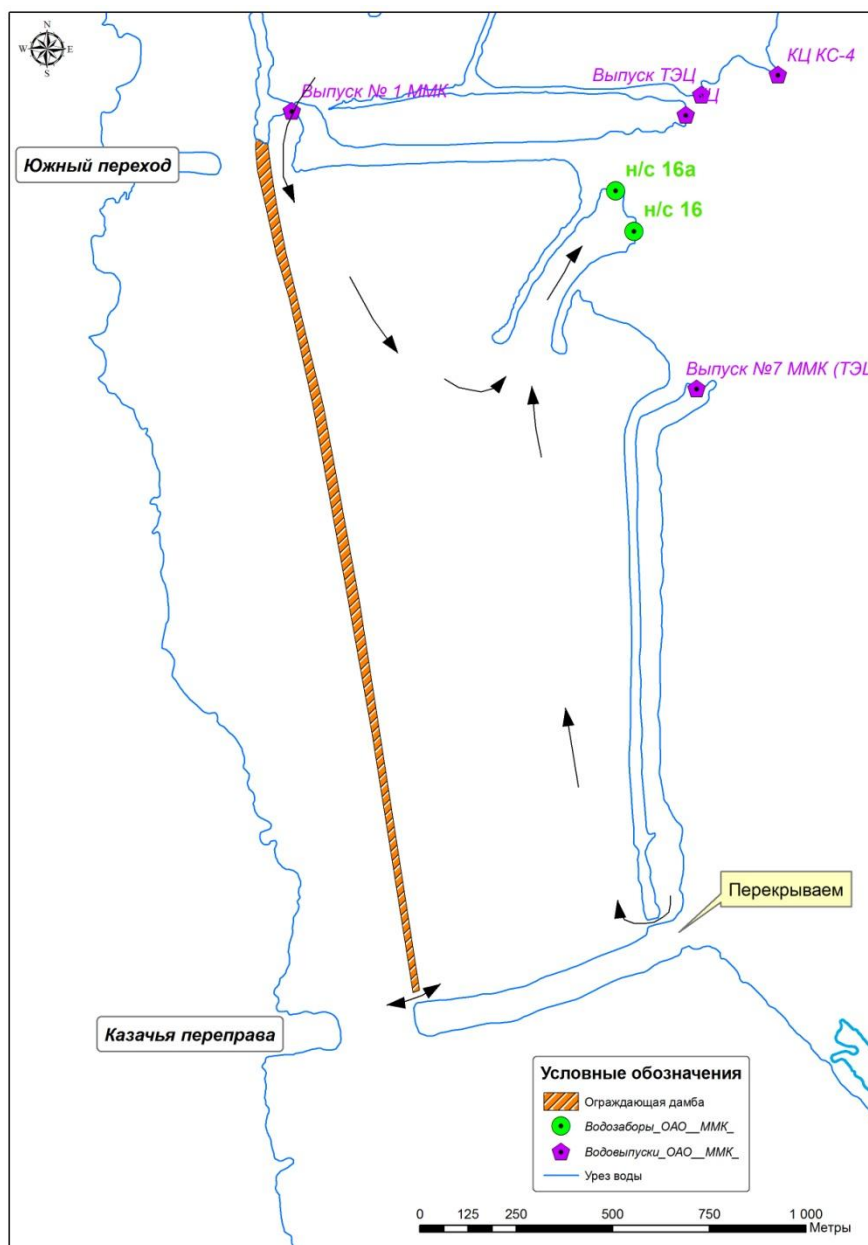 N
W E
S
КЦ КС-4
Выпуск ТЭЦ
Ц
Выпуск № 1 ММК
Южный переход
н/с 16а
н/с 16
Выпуск №7 ММК (ТЭЦ
Перекрываем
Казачья переправа
Условные обозначения
Ограждающая дамба
Водозаборы_ОАО__ММК_
Водовыпуски_ОАО__ММК_
Урез воды
0 125 250 500 750 1 000
Метры